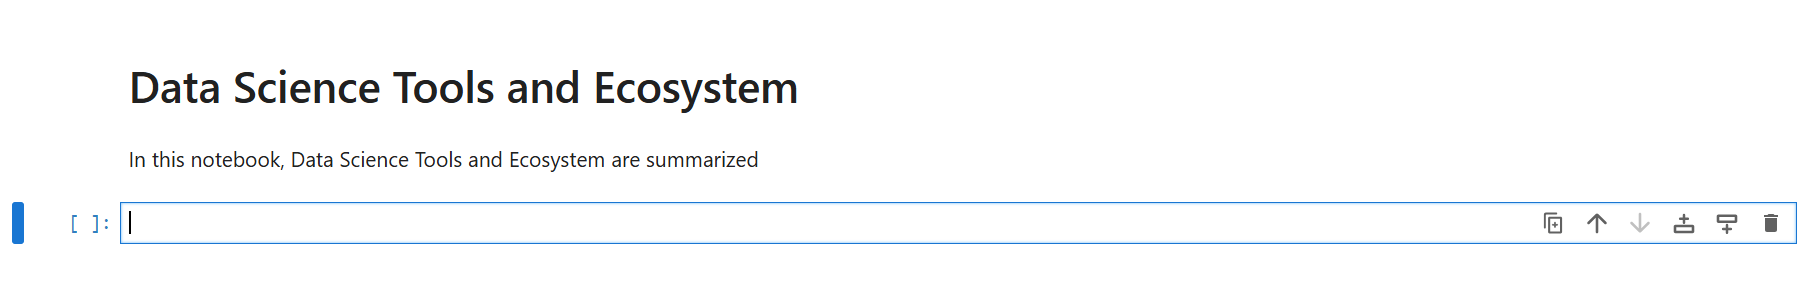 Data Science Tools and Ecosystem
In this notebook, Data Science Tools and Ecosystem are summarized
[ ]: